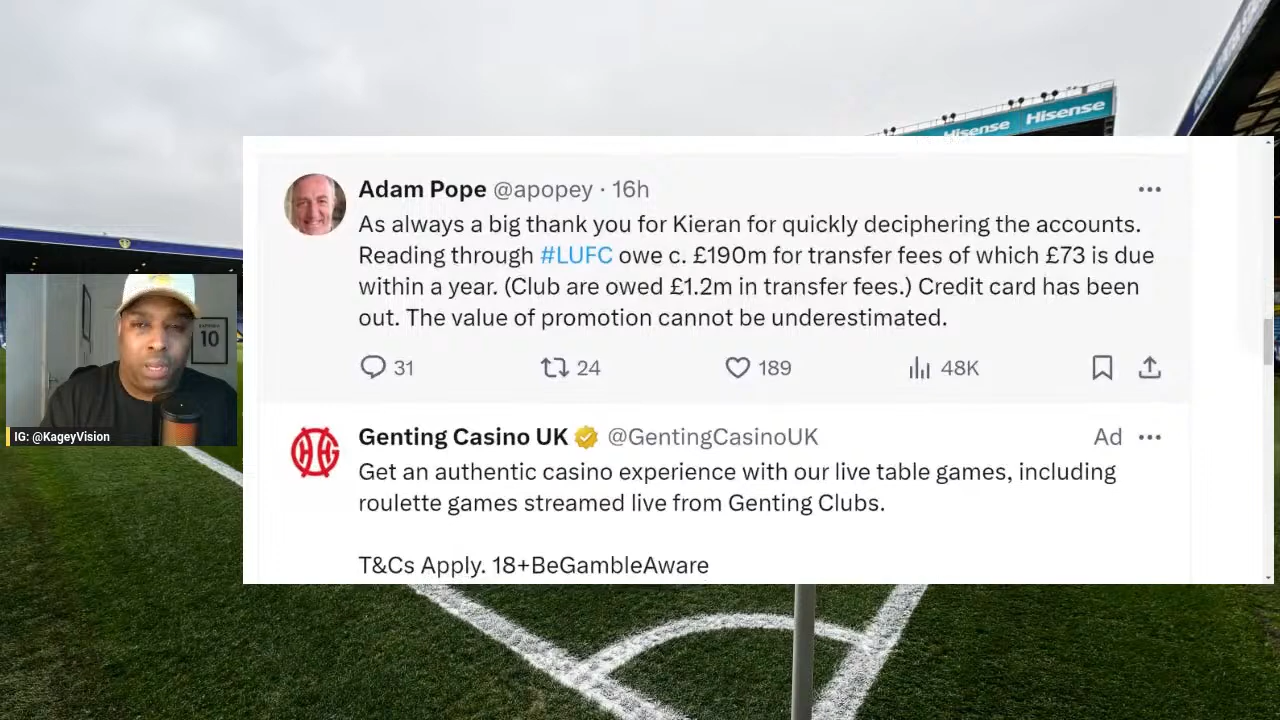 Hisense Hisense
Adam Pope @apopey · 16h
As always a big thank you for Kieran for quickly deciphering the accounts.
Reading through #LUFC owe c. £190m for transfer fees of which £73 is due
within a year. (Club are owed £1.2m in transfer fees.) Credit card has been
out. The value of promotion cannot be underestimated.
31 24 189 48K
10
IG: @KageyVision
Genting Casino UK @GentingCasinoUK Ad
Get an authentic casino experience with our live table games, including
roulette games streamed live from Genting Clubs.
T&Cs Apply. 18+BeGambleAware